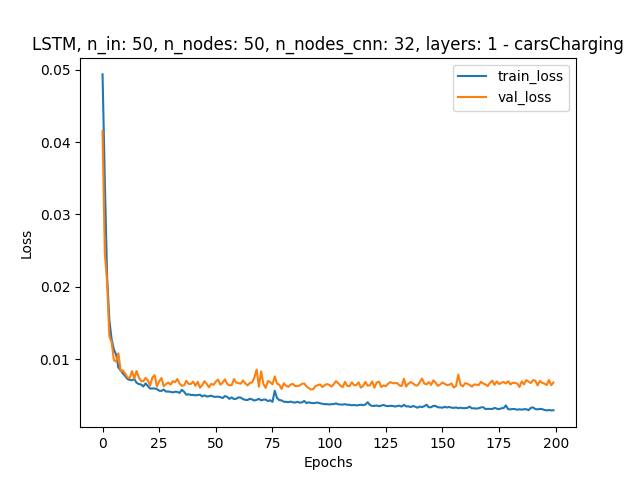 LSTM, n_in: 50, n_nodes: 50, n_nodes_cnn: 32, layers: 1 - carsCharging
train_loss
val_loss
0.05
0.04
0.03
0.02
0.01
Loss
0 25 50 75 100 125 150 175 200
Epochs